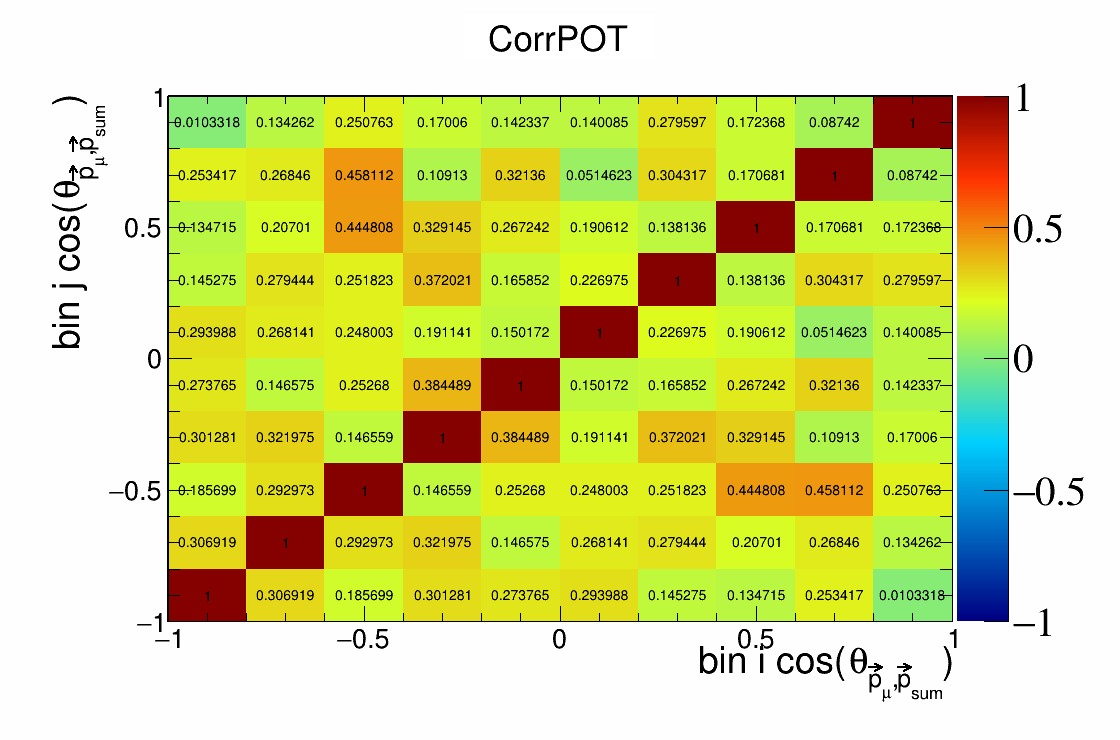 CorrPOT
bin j cos(θ p⃗μ,p⃗sum)
1
0.5
0
−0.5
−1
0.0103318 0.134262 0.250763 0.17006 0.142337 0.140085 0.279597 0.172368 0.08742 1
0.253417 0.26846 0.458112 0.10913 0.32136 0.0514623 0.304317 0.170681 1 0.08742
0.134715 0.20701 0.444808 0.329145 0.267242 0.190612 0.138136 1 0.170681 0.172368
0.145275 0.279444 0.251823 0.372021 0.165852 0.226975 1 0.138136 0.304317 0.279597
0.293988 0.268141 0.248003 0.191141 0.150172 1 0.226975 0.190612 0.0514623 0.140085
0.273765 0.146575 0.25268 0.384489 1 0.150172 0.165852 0.267242 0.32136 0.142337
0.301281 0.321975 0.146559 1 0.384489 0.191141 0.372021 0.329145 0.10913 0.17006
0.185699 0.292973 1 0.146559 0.25268 0.248003 0.251823 0.444808 0.458112 0.250763
0.306919 1 0.292973 0.321975 0.146575 0.268141 0.279444 0.20701 0.26846 0.134262
1 0.306919 0.185699 0.301281 0.273765 0.293988 0.145275 0.134715 0.253417 0.0103318
−1 −0.5 0 0.5 1
bin i cos(θ p⃗μ,p⃗sum)
1
0.5
0
−0.5
−1